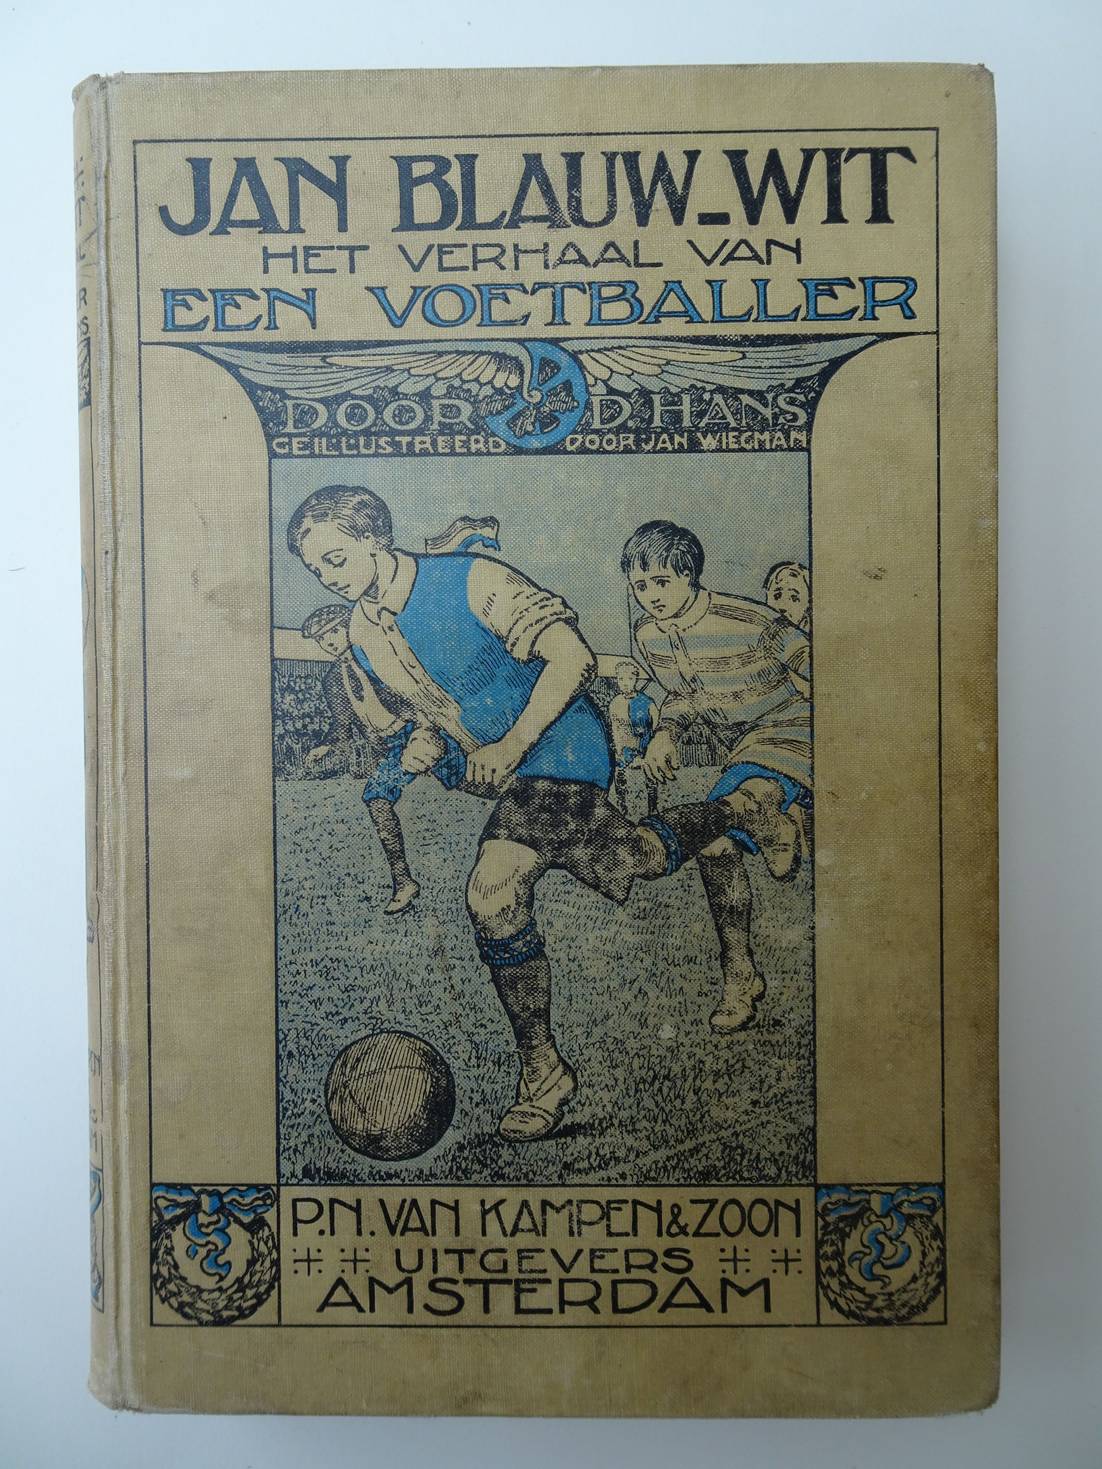 JAN BLAUW-WIT
HET VERHAAL VAN
EEN VOETBALLER
DOOR D. HANS
GEILLUSTREERD DOOR JAN WIEGMAN
P.N. VAN KAMPEN & ZOON
UITGEVERS
AMSTERDAM